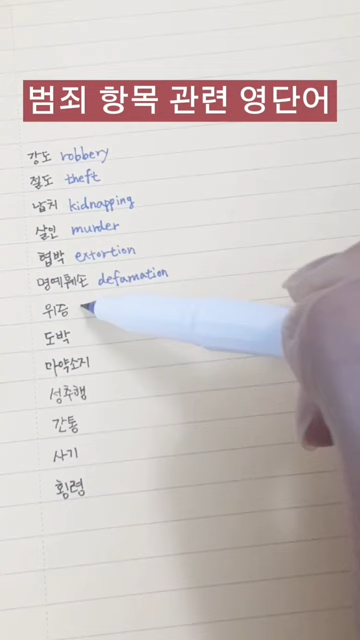 범죄 항목 관련 영단어
강도 robbery
절도 theft
납치 kidnapping
살인 murder
협박 extortion
명예훼손 defamation
위증
도박
마약소지
성추행
간통
사기
횡령